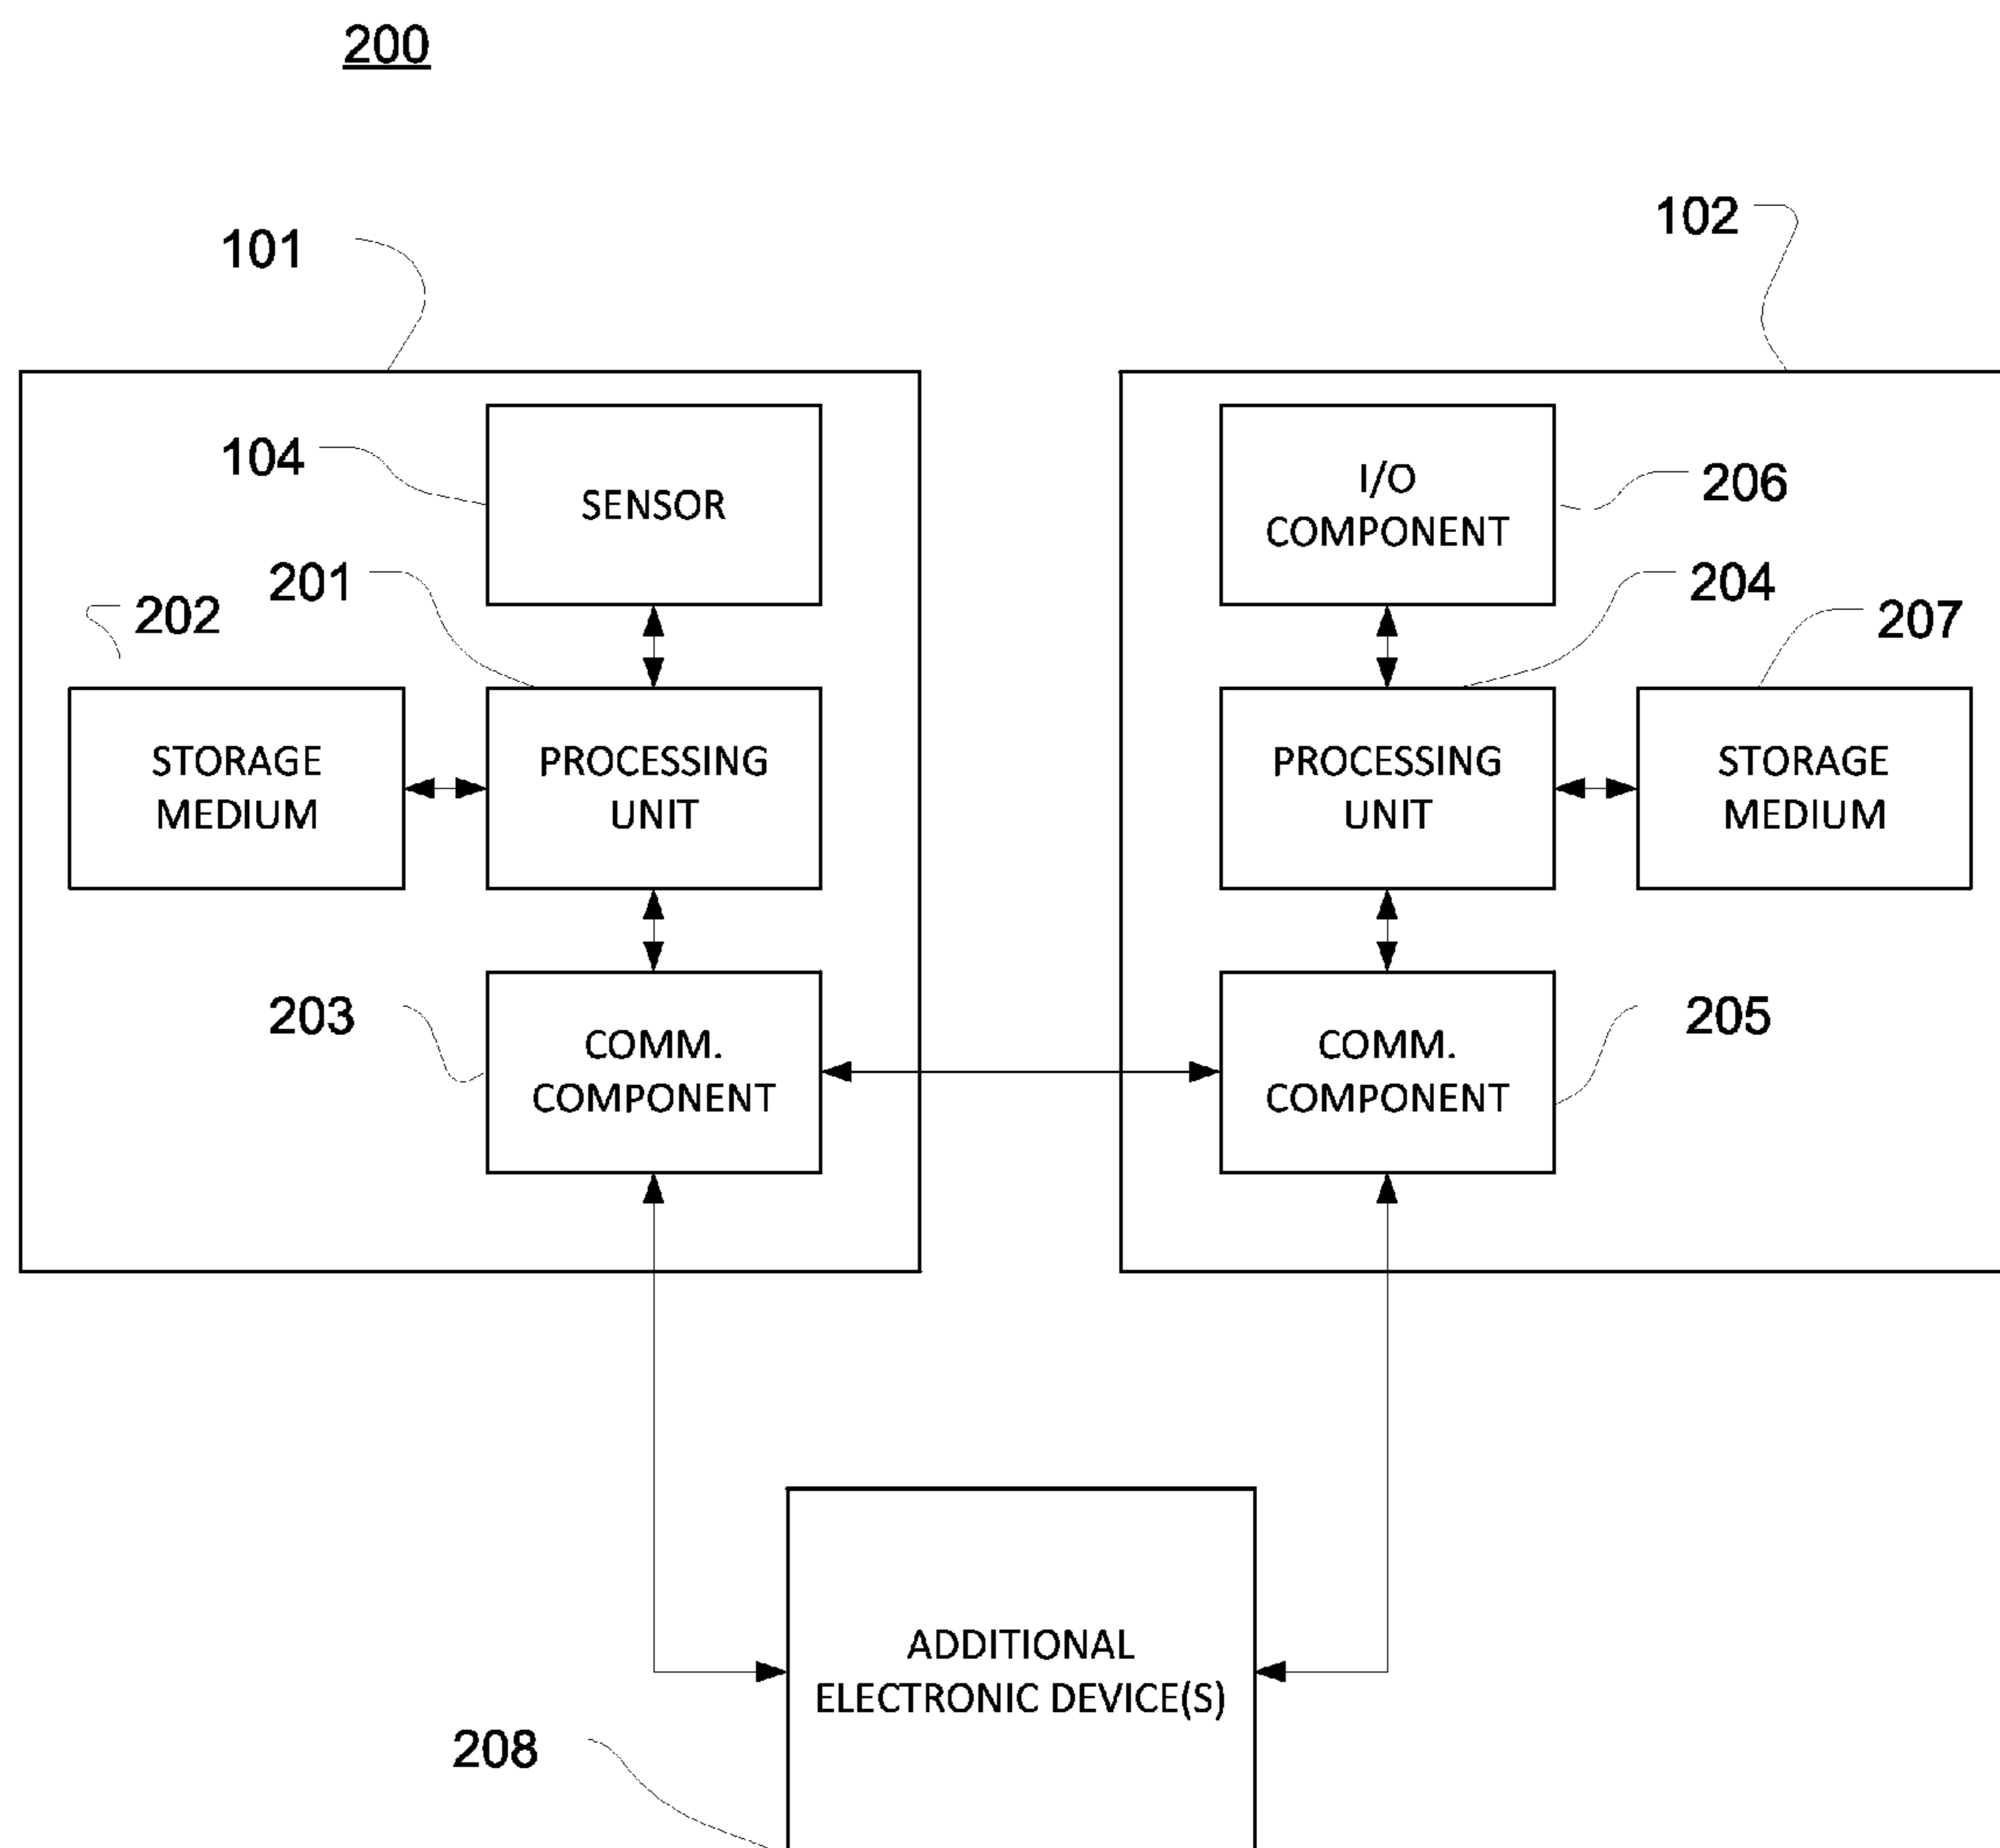 200
101
102
104
SENSOR
I/O
COMPONENT
206
201
202
204
207
STORAGE
MEDIUM
PROCESSING
UNIT
PROCESSING
UNIT
STORAGE
MEDIUM
203
COMM.
COMPONENT
COMM.
COMPONENT
205
ADDITIONAL
ELECTRONIC DEVICE(S)
208